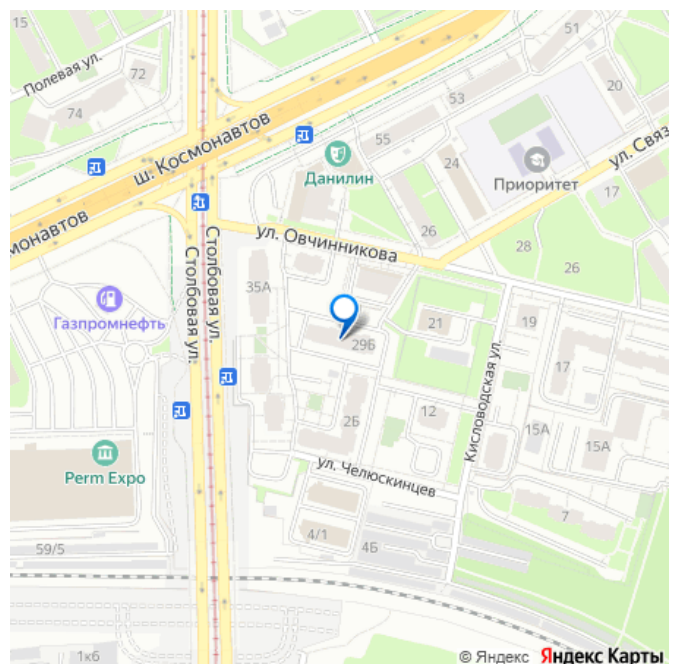 15
51
Полевая ул.
72
20
53
74
55
ш. Космонавтов
Данилин
24
Приоритет
ул. Связ
17
26
смонавтов
Столбовая ул.
Столбовая ул.
ул. Овчинникова
28
26
35А
Газпромнефть
21
19
29Б
17
Кисловодская ул.
2Б
12
15А
15А
Perm Expo
ул. Челюскинцев
7
4/1
4Б
59/5
1к6
© Яндекс Яндекс Карты